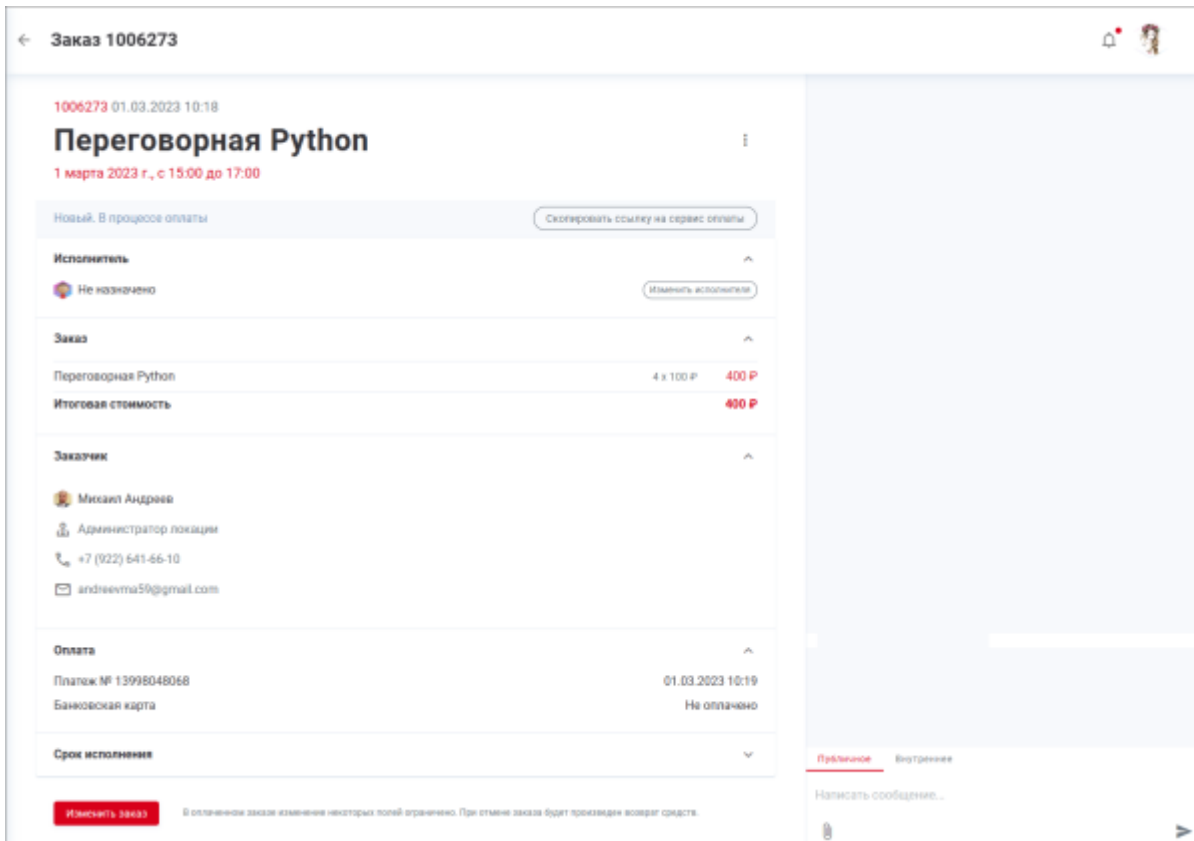 Заказ 1006273
1006273 01.03.2023 10:18
Переговорная Python
1 марта 2023 г., с 15:00 до 17:00
Новый. В процессе оплаты
Скопировать ссылку на сервис оплаты
Исполнитель
Не назначено
Изменить исполнителя
Заказ
Переговорная Python 4 x 100 ₽ 400 ₽
Итоговая стоимость 400 ₽
Заказчик
Михаил Андреев
Администратор локации
+7 (922) 641-66-10
andreevma59@gmail.com
Оплата
Платеж № 13998048068 01.03.2023 10:19
Банковская карта Не оплачено
Срок исполнения
Публичное Внутреннее
Написать сообщение...
Изменить заказ
В оплаченном заказе изменение некоторых полей ограничено. При отмене заказа будет произведен возврат средств.